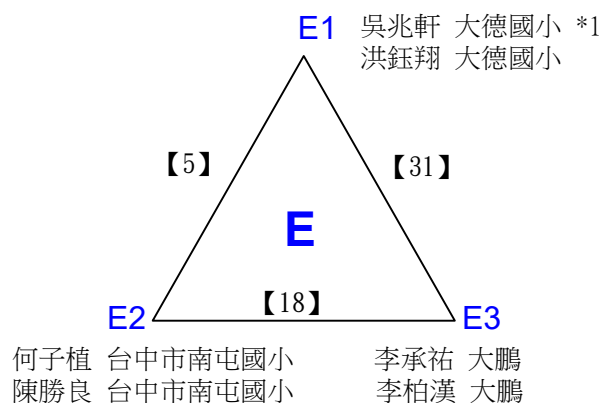 E1 吳兆軒 大德國小 *1
洪鈺翔 大德國小
【5】
【31】
E
【18】
E2
E3
何子植 台中市南屯國小 李承祐 大鵬
陳勝良 台中市南屯國小 李柏漢 大鵬